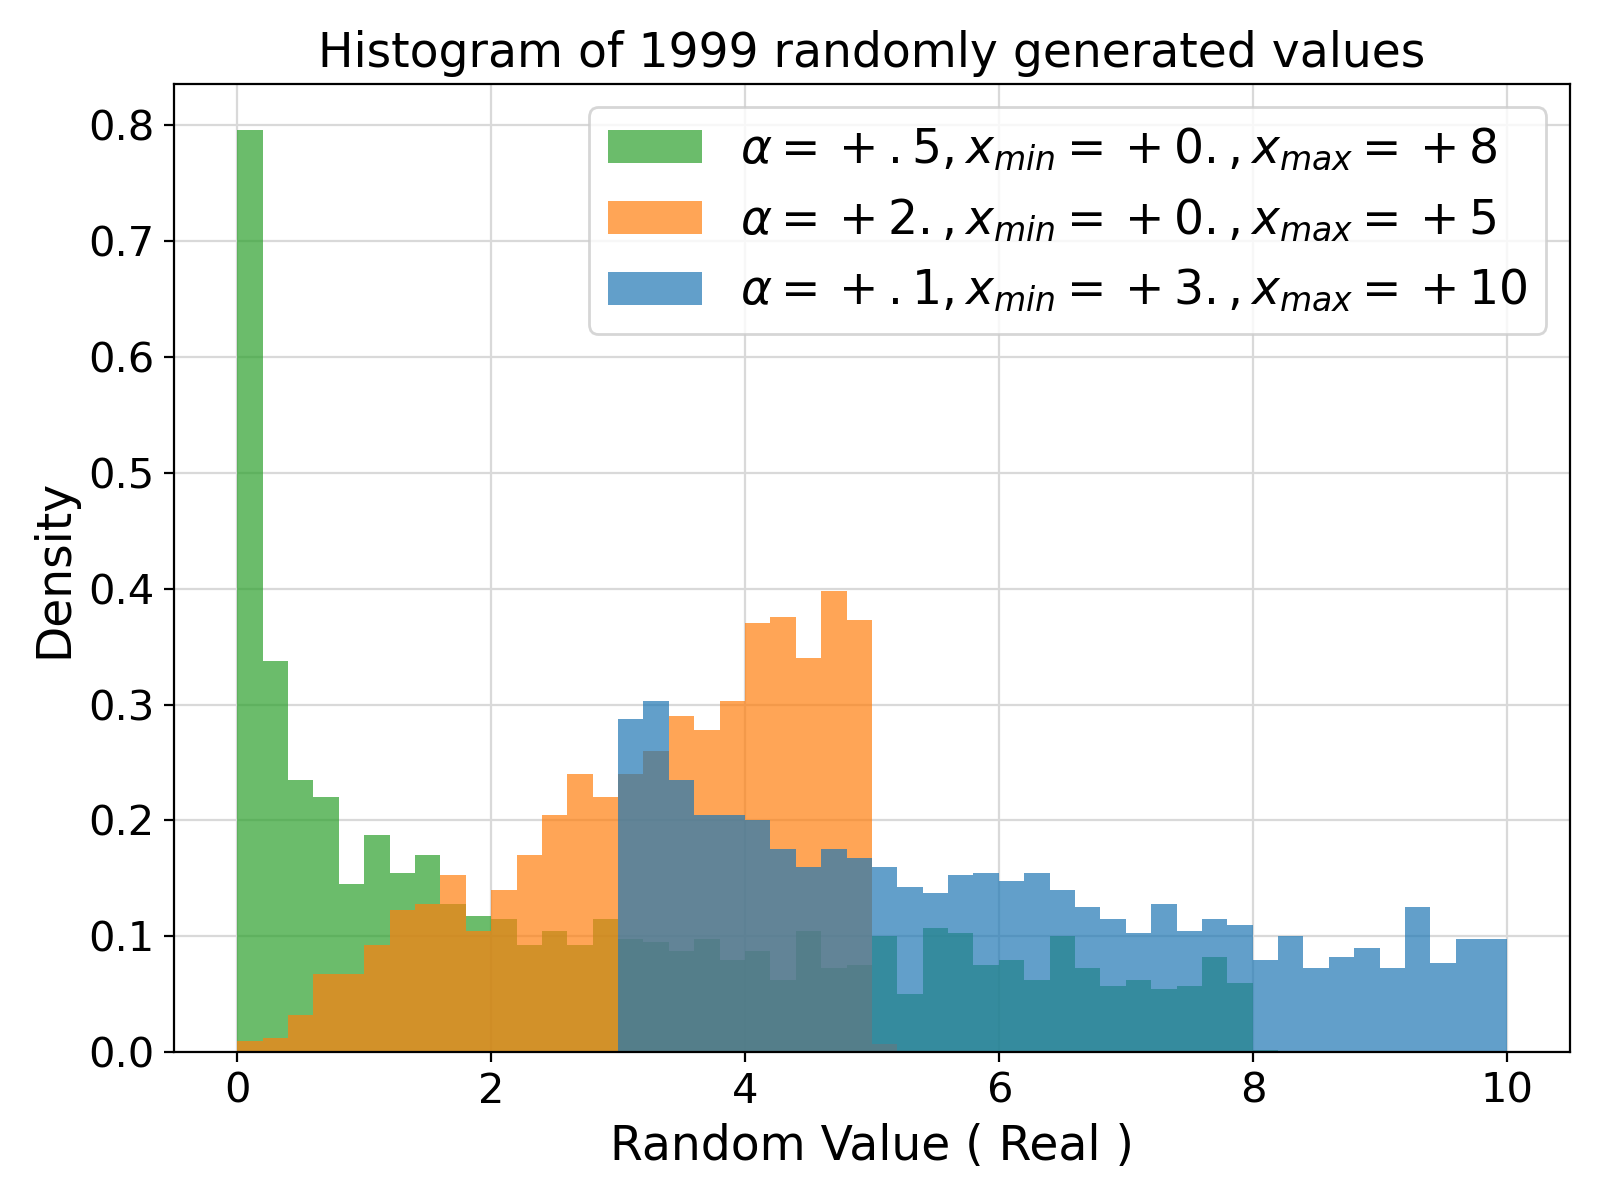 Histogram of 1999 randomly generated values
α = +.5, x_min = +0., x_max = +8
α = +2., x_min = +0., x_max = +5
α = +.1, x_min = +3., x_max = +10
Density
0.8
0.7
0.6
0.5
0.4
0.3
0.2
0.1
0.0
0 2 4 6 8 10
Random Value ( Real )